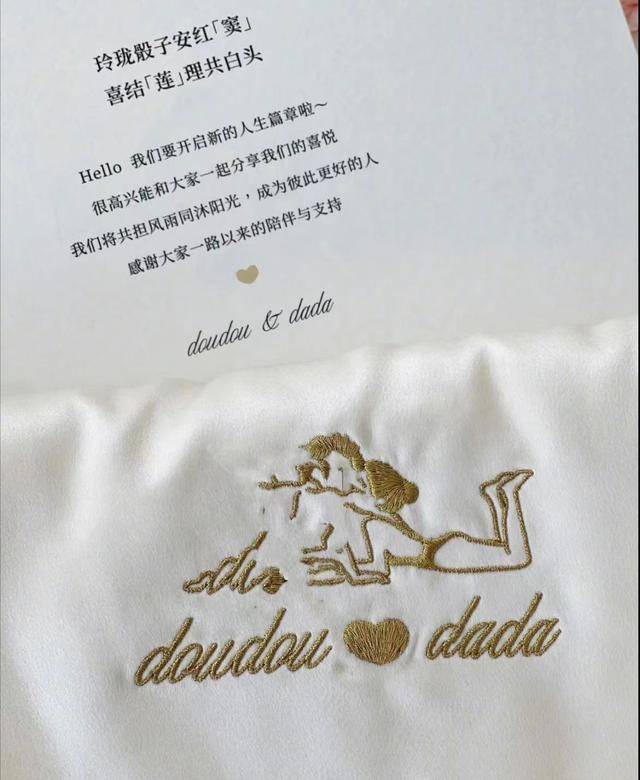 玲珑骰子安红「窦」
喜结「莲」理共白头
Hello 我们要开启新的人生篇章啦~
很高兴能和大家一起分享我们的喜悦
我们将共担风雨同沐阳光，成为彼此更好的人
感谢大家一路以来的陪伴与支持
doudou & dada
doudou dada